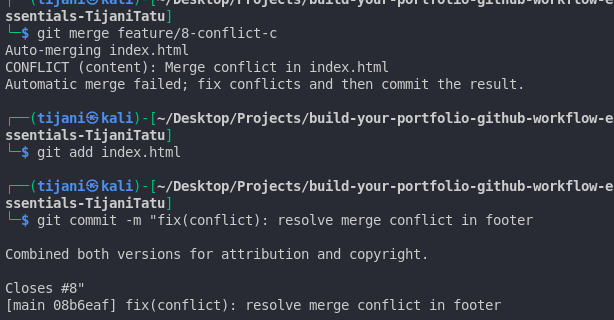 ssentials-TijaniTatu]
└─$ git merge feature/8-conflict-c
Auto-merging index.html
CONFLICT (content): Merge conflict in index.html
Automatic merge failed; fix conflicts and then commit the result.
┌──(tijani㉿kali)-[~/Desktop/Projects/build-your-portfolio-github-workflow-e
ssentials-TijaniTatu]
└─$ git add index.html
┌──(tijani㉿kali)-[~/Desktop/Projects/build-your-portfolio-github-workflow-e
ssentials-TijaniTatu]
└─$ git commit -m "fix(conflict): resolve merge conflict in footer
Combined both versions for attribution and copyright.
Closes #8"
[main 08b6eaf] fix(conflict): resolve merge conflict in footer